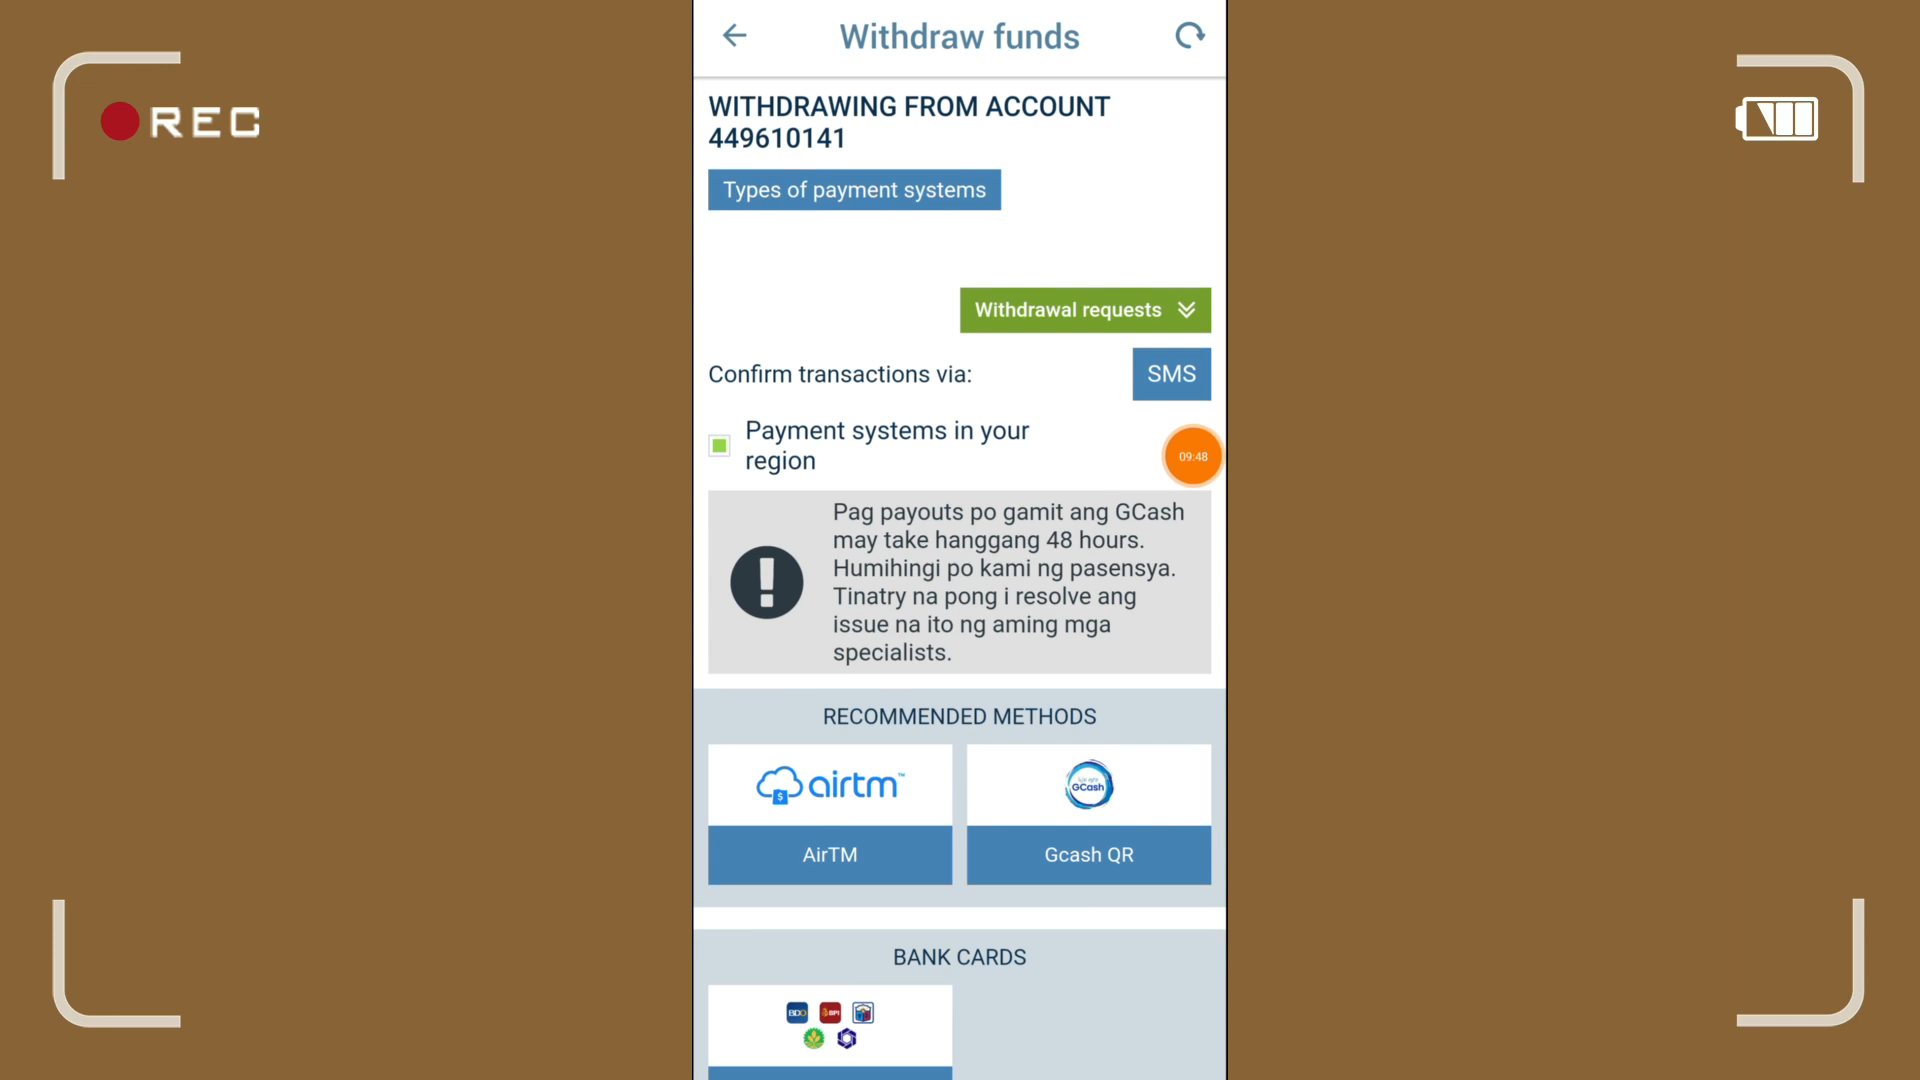 REC
Withdraw funds
WITHDRAWING FROM ACCOUNT
449610141
Types of payment systems
Withdrawal requests
Confirm transactions via:
SMS
Payment systems in your
region
09:48
Pag payouts po gamit ang GCash
may take hanggang 48 hours.
Humihingi po kami ng pasensya.
Tinatry na pong i resolve ang
issue na ito ng aming mga
specialists.
RECOMMENDED METHODS
airtm™
GCash
AirTM
Gcash QR
BANK CARDS
BDO
BPI